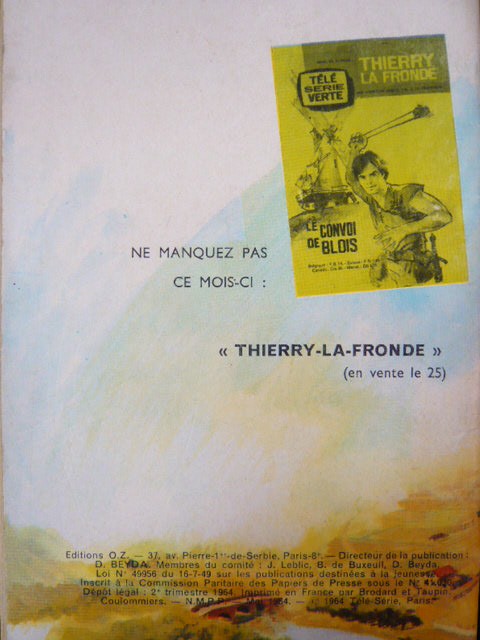 THIERRY
LA FRONDE
TÉLÉ
SERIE
VERTE
LE CONVOI
DE BLOIS
NE MANQUEZ PAS
CE MOIS-CI :
« THIERRY-LA-FRONDE »
(en vente le 25)
Editions O.Z. — 37, av. Pierre-1er-de-Serbie, Paris-8e — Directeur de la publication :
D. BEYDA. Membres du comité : J. Leblic, B. de Buxeuil, D. Beyda.
Loi N° 49956 du 16-7-49 sur les publications destinées à la jeunesse.
Inscrit à la Commission Paritaire des Papiers de Presse sous le N°
Dépôt légal : 2e trimestre 1964. Imprimé en France par Brodard et Taupin,
Coulommiers. — N.M.P.P. — Mai 1964. — 1964 Télé-Série, Paris.